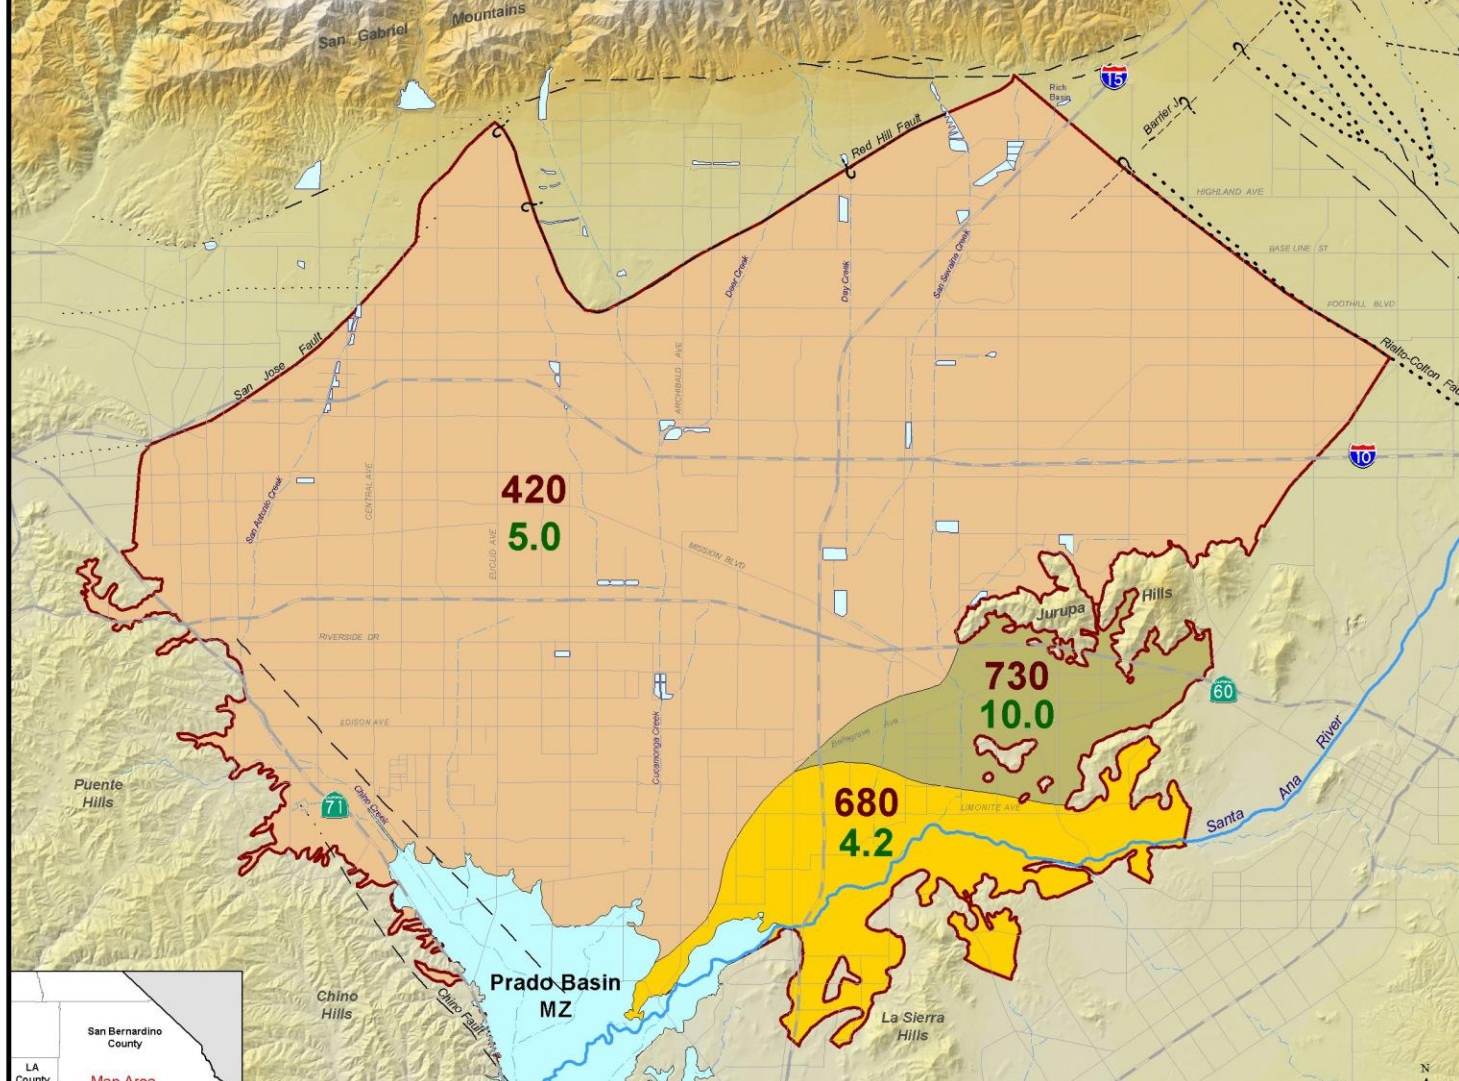 San Gabriel Mountains
15
Rich
Basin
Barrier J
Red Hill Fault
HIGHLAND AVE
BASE LINE ST
FOOTHILL BLVD
Rialto-Colton Fau
San Jose Fault
Deer Creek
Day Creek
San Sevaine Creek
ARCHIBALD AVE
10
420
5.0
San Antonio Creek
CENTRAL AVE
EUCLID AVE
MISSION BLVD
Jurupa Hills
RIVERSIDE DR
730
10.0
60
EDISON AVE
Cucamonga Creek
Bellegrave Ave
Puente
Hills
71
Chino Creek
680
4.2
LIMONITE AVE
Santa Ana River
Prado Basin
MZ
Chino
Hills
Chino Fault
La Sierra
Hills
San Bernardino
County
LA
County
Map Area
N